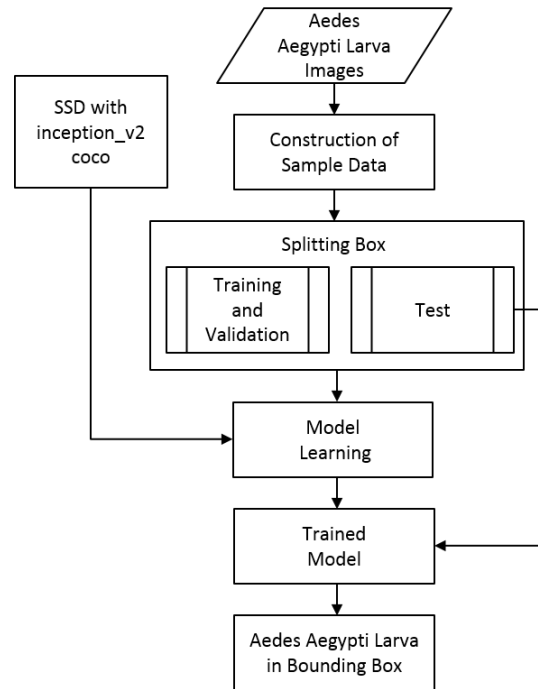 Aedes
Aegypti Larva
Images
SSD with
inception_v2
coco
Construction of
Sample Data
Splitting Box
Training
and
Validation
Test
Model
Learning
Trained
Model
Aedes Aegypti Larva
in Bounding Box